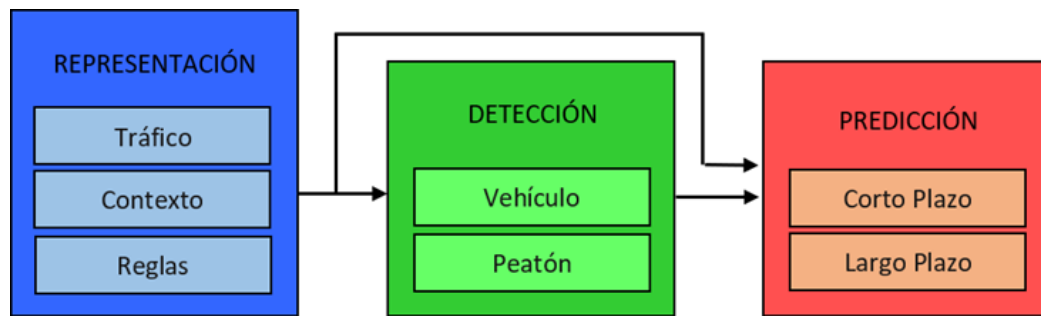 REPRESENTACIÓN
Tráfico
Contexto
Reglas
DETECCIÓN
Vehículo
Peatón
PREDICCIÓN
Corto Plazo
Largo Plazo